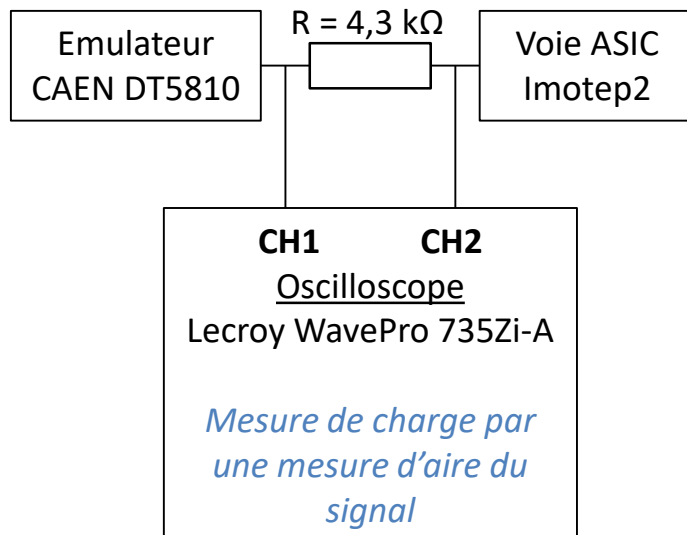 R = 4,3 kΩ
Emulateur
CAEN DT5810
Voie ASIC
Imotep2
CH1 CH2
Oscilloscope
Lecroy WavePro 735Zi-A
Mesure de charge par
une mesure d'aire du
signal